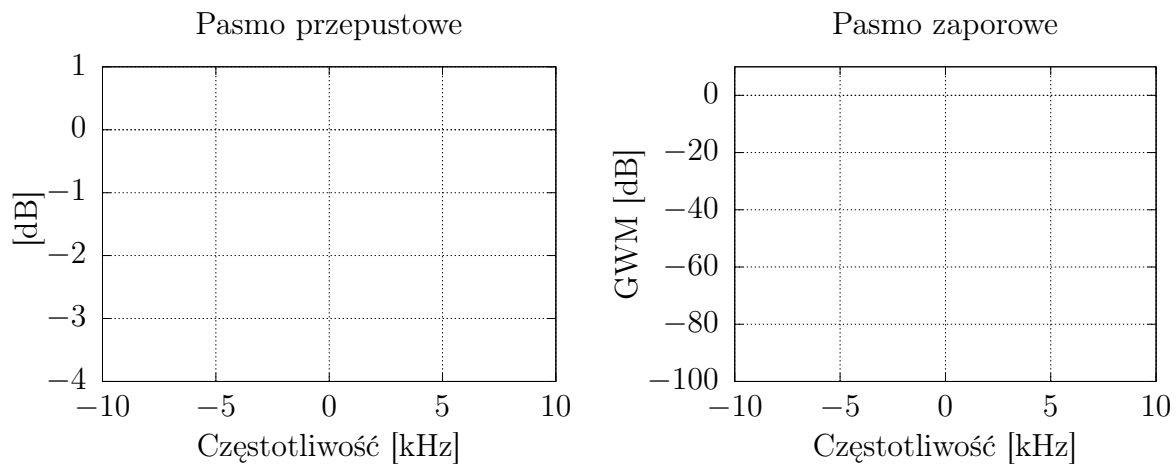 Pasmo przepustowe
1
0
−1
−2
−3
−4
[dB]
−10 −5 0 5 10
Częstotliwość [kHz]
Pasmo zaporowe
0
−20
−40
−60
−80
−100
GWM [dB]
−10 −5 0 5 10
Częstotliwość [kHz]